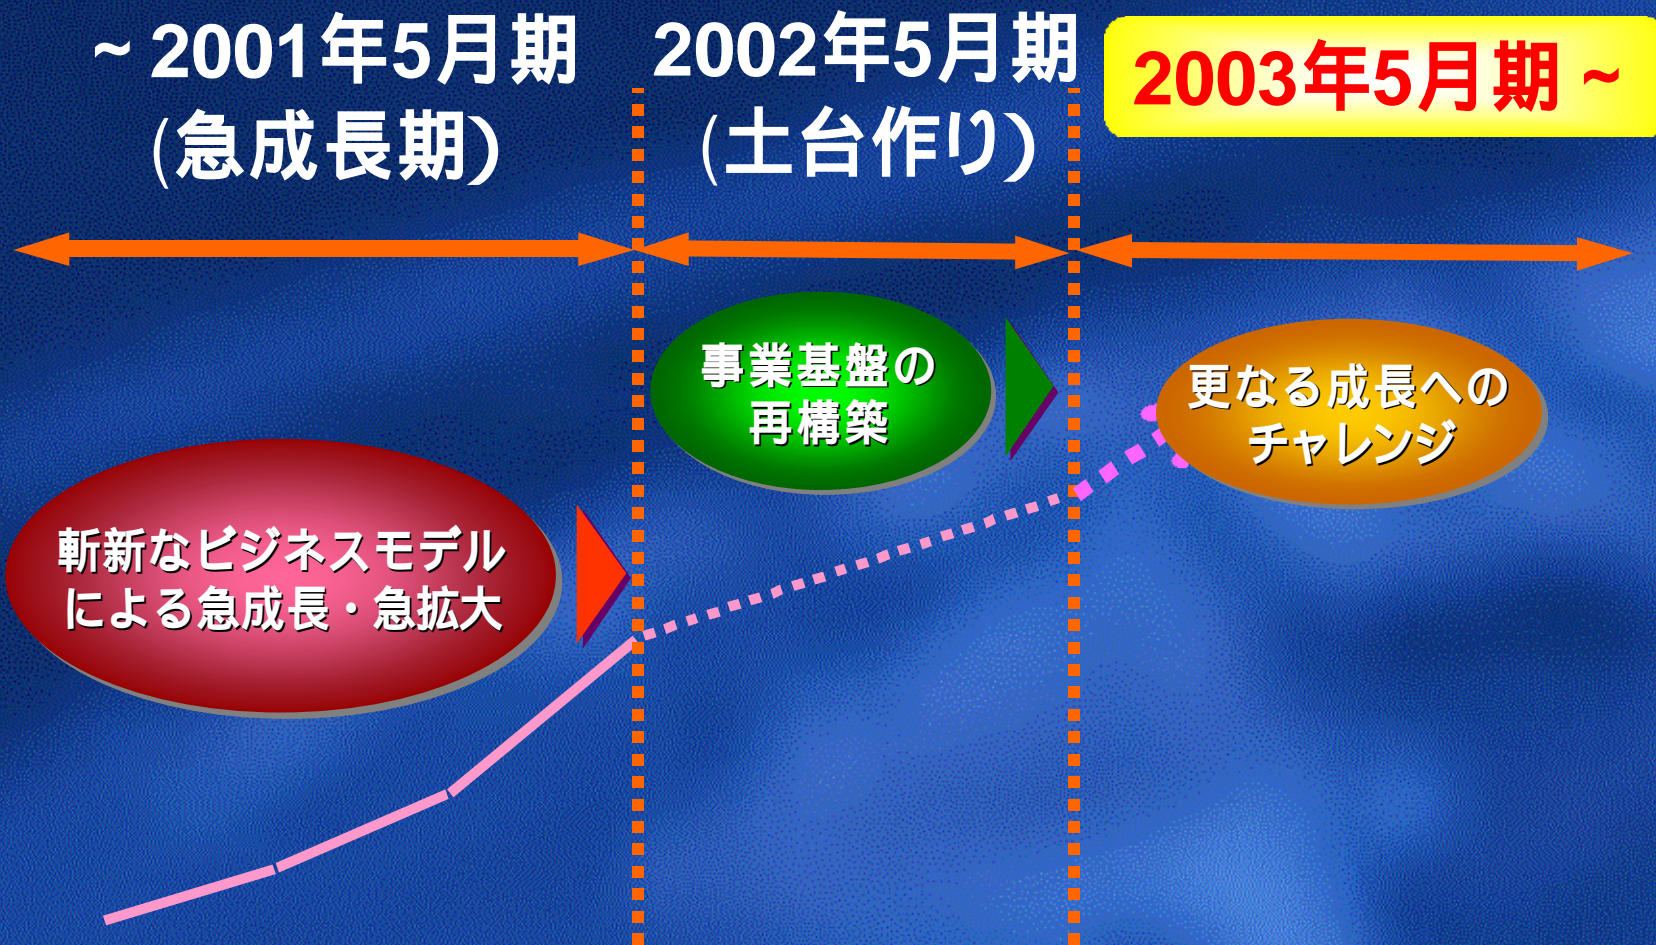 ~ 2001年5月期
(急成長期)
2002年5月期
(土台作り)
2003年5月期 ~
斬新なビジネスモデル
による急成長・急拡大
事業基盤の
再構築
更なる成長への
チャレンジ